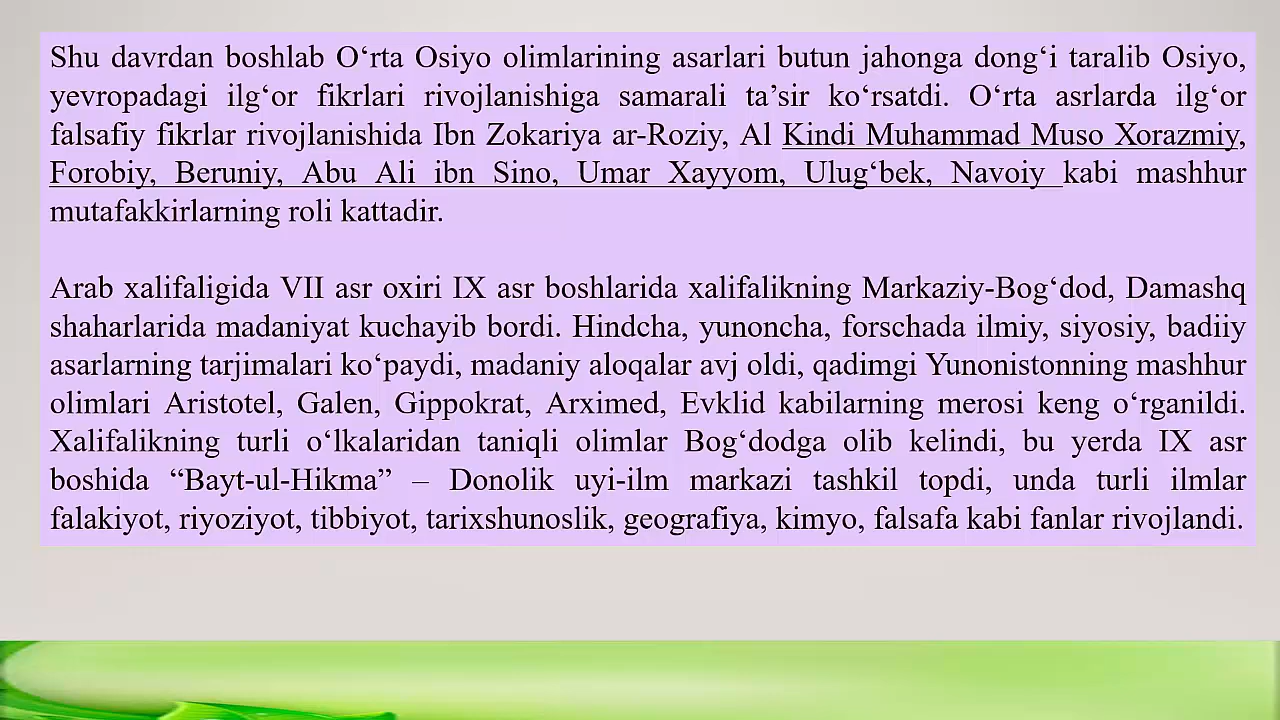 Shu davrdan boshlab O‘rta Osiyo olimlarining asarlari butun jahonga dong‘i taralib Osiyo,
yevropadagi ilg‘or fikrlari rivojlanishiga samarali ta’sir ko‘rsatdi. O‘rta asrlarda ilg‘or
falsafiy fikrlar rivojlanishida Ibn Zokariya ar-Roziy, Al Kindi Muhammad Muso Xorazmiy,
Forobiy, Beruniy, Abu Ali ibn Sino, Umar Xayyom, Ulug‘bek, Navoiy kabi mashhur
mutafakkirlarning roli kattadir.
Arab xalifaligida VII asr oxiri IX asr boshlarida xalifalikning Markaziy-Bog‘dod, Damashq
shaharlarida madaniyat kuchayib bordi. Hindcha, yunoncha, forschada ilmiy, siyosiy, badiiy
asarlarning tarjimalari ko‘paydi, madaniy aloqalar avj oldi, qadimgi Yunonistonning mashhur
olimlari Aristotel, Galen, Gippokrat, Arximed, Evklid kabilarning merosi keng o‘rganildi.
Xalifalikning turli o‘lkalaridan taniqli olimlar Bog‘dodga olib kelindi, bu yerda IX asr
boshida “Bayt-ul-Hikma” – Donolik uyi-ilm markazi tashkil topdi, unda turli ilmlar
falakiyot, riyoziyot, tibbiyot, tarixshunoslik, geografiya, kimyo, falsafa kabi fanlar rivojlandi.